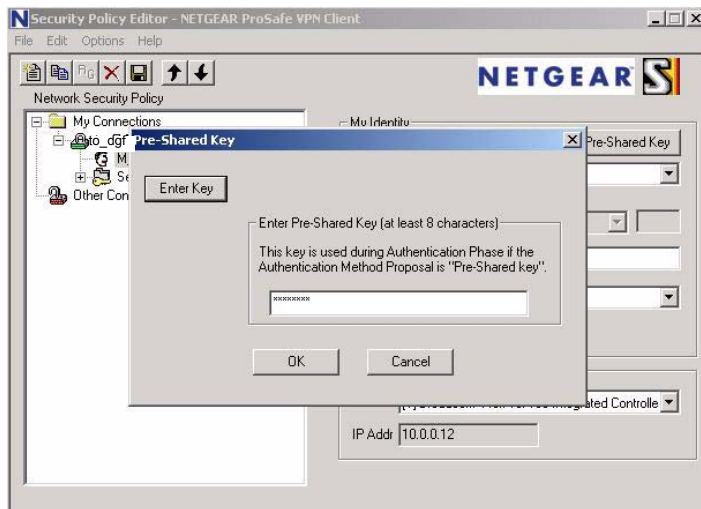 Security Policy Editor - NETGEAR ProSafe VPN Client
File Edit Options Help
NETGEAR
Network Security Policy
My Connections
to_dgf
Other Con
My Identity
Pre-Shared Key
Pre-Shared Key
Enter Key
Enter Pre-Shared Key (at least 8 characters)
This key is used during Authentication Phase if the
Authentication Method Proposal is "Pre-Shared key".
********
OK
Cancel
IP Addr 10.0.0.12